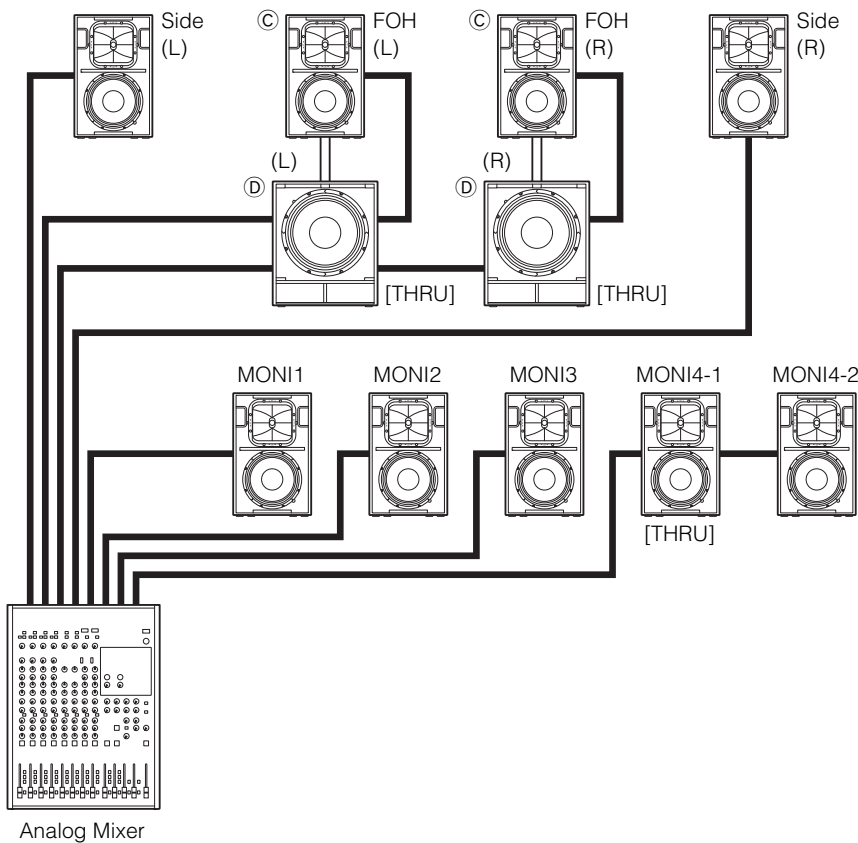 Side
(L)
Ⓒ FOH
(L)
Ⓒ FOH
(R)
Side
(R)
(L)
Ⓓ
(R)
Ⓓ
[THRU]
[THRU]
MONI1
MONI2
MONI3
MONI4-1
MONI4-2
[THRU]
Analog Mixer